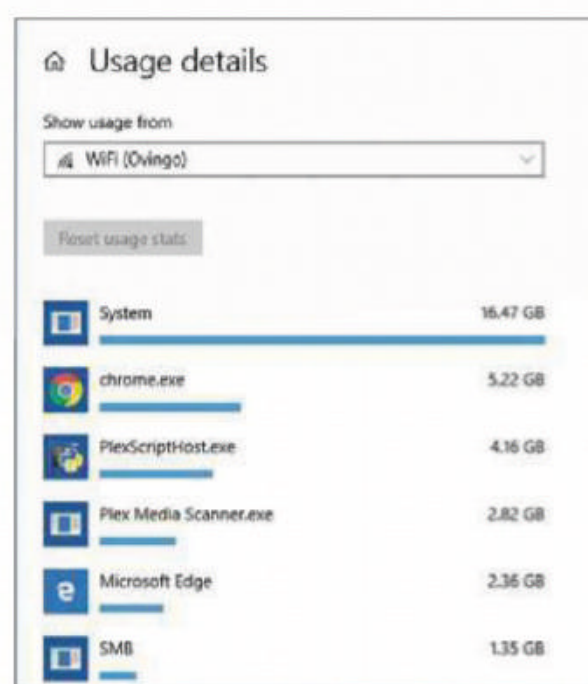 Usage details
Show usage from
WiFi (Ovingo)
Reset usage stats
System 16.47 GB
chrome.exe 5.22 GB
PlexScriptHost.exe 4.16 GB
Plex Media Scanner.exe 2.82 GB
Microsoft Edge 2.36 GB
SMB 1.35 GB